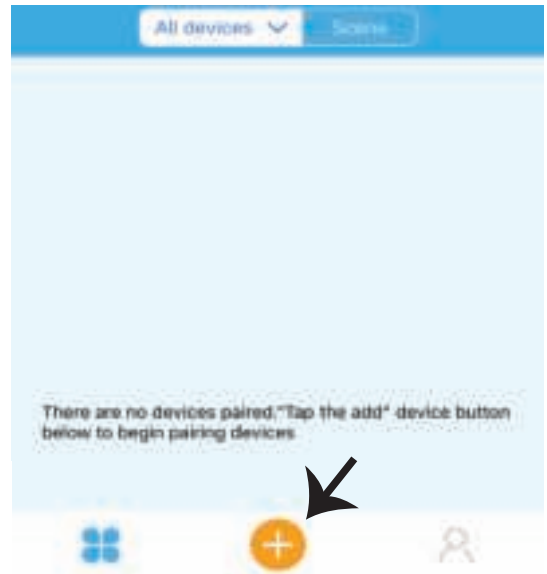 All devices
Scene
There are no devices paired."Tap the add" device button
below to begin pairing devices